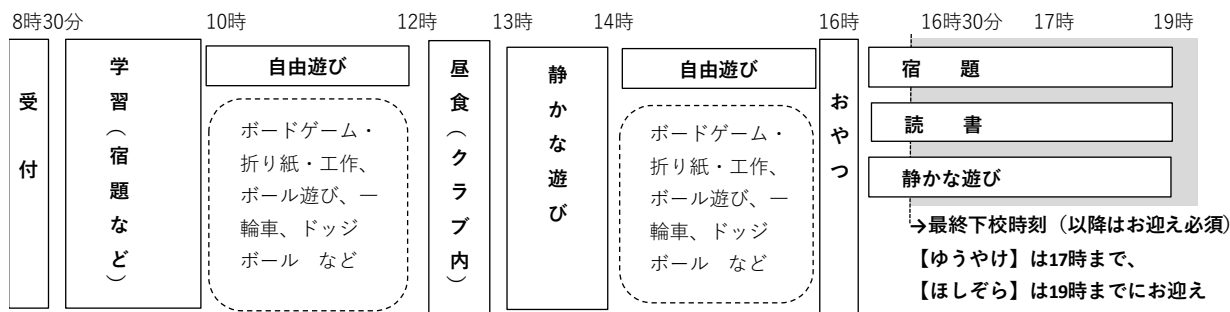 8時30分 10時 12時 13時 14時 16時 16時30分 17時 19時
受付
学習(宿題など)
自由遊び
ボードゲーム・
折り紙・工作、
ボール遊び、一
輪車、ドッジ
ボール など
昼食(クラブ内)
静かな遊び
自由遊び
ボードゲーム・
折り紙・工作、
ボール遊び、一
輪車、ドッジ
ボール など
おやつ
宿 題
読 書
静かな遊び
→最終下校時刻(以降はお迎え必須)
【ゆうやけ】は17時まで、
【ほしぞら】は19時までにお迎え